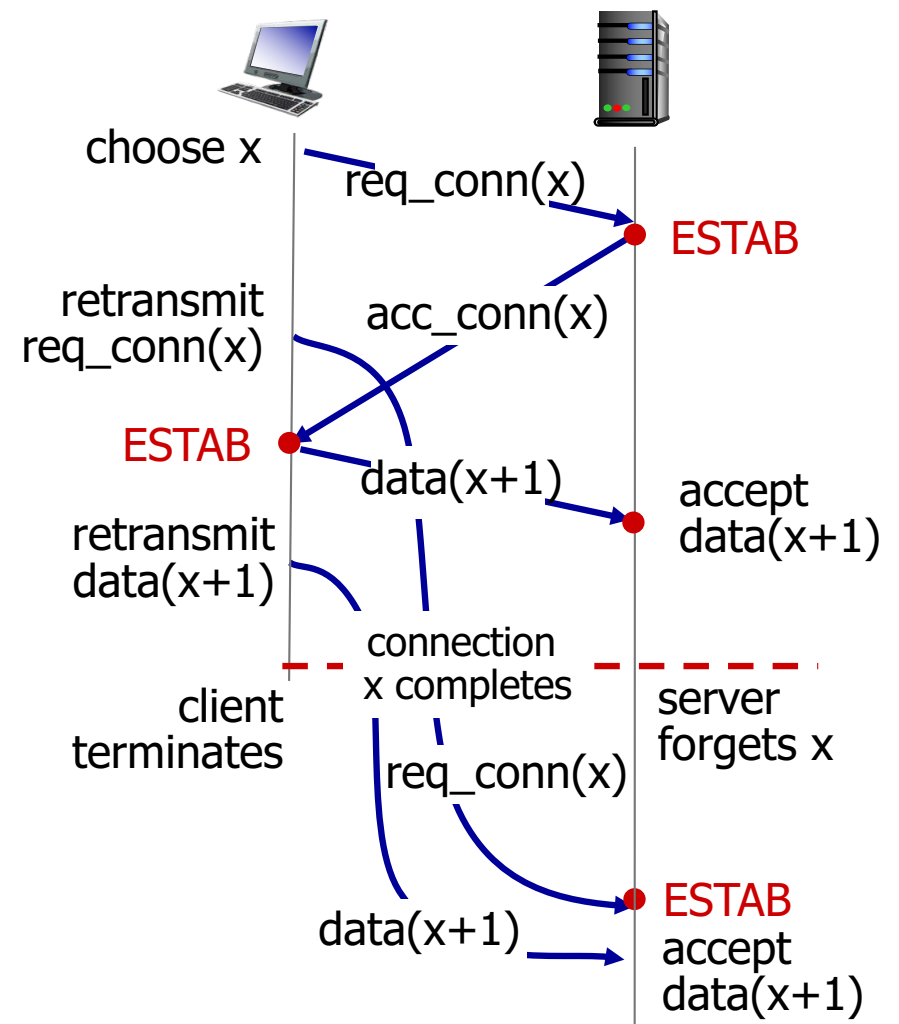 choose x
req_conn(x)
ESTAB
retransmit
req_conn(x)
acc_conn(x)
ESTAB
data(x+1)
accept
data(x+1)
retransmit
data(x+1)
connection
x completes
client
terminates
server
forgets x
req_conn(x)
ESTAB
data(x+1)
accept
data(x+1)